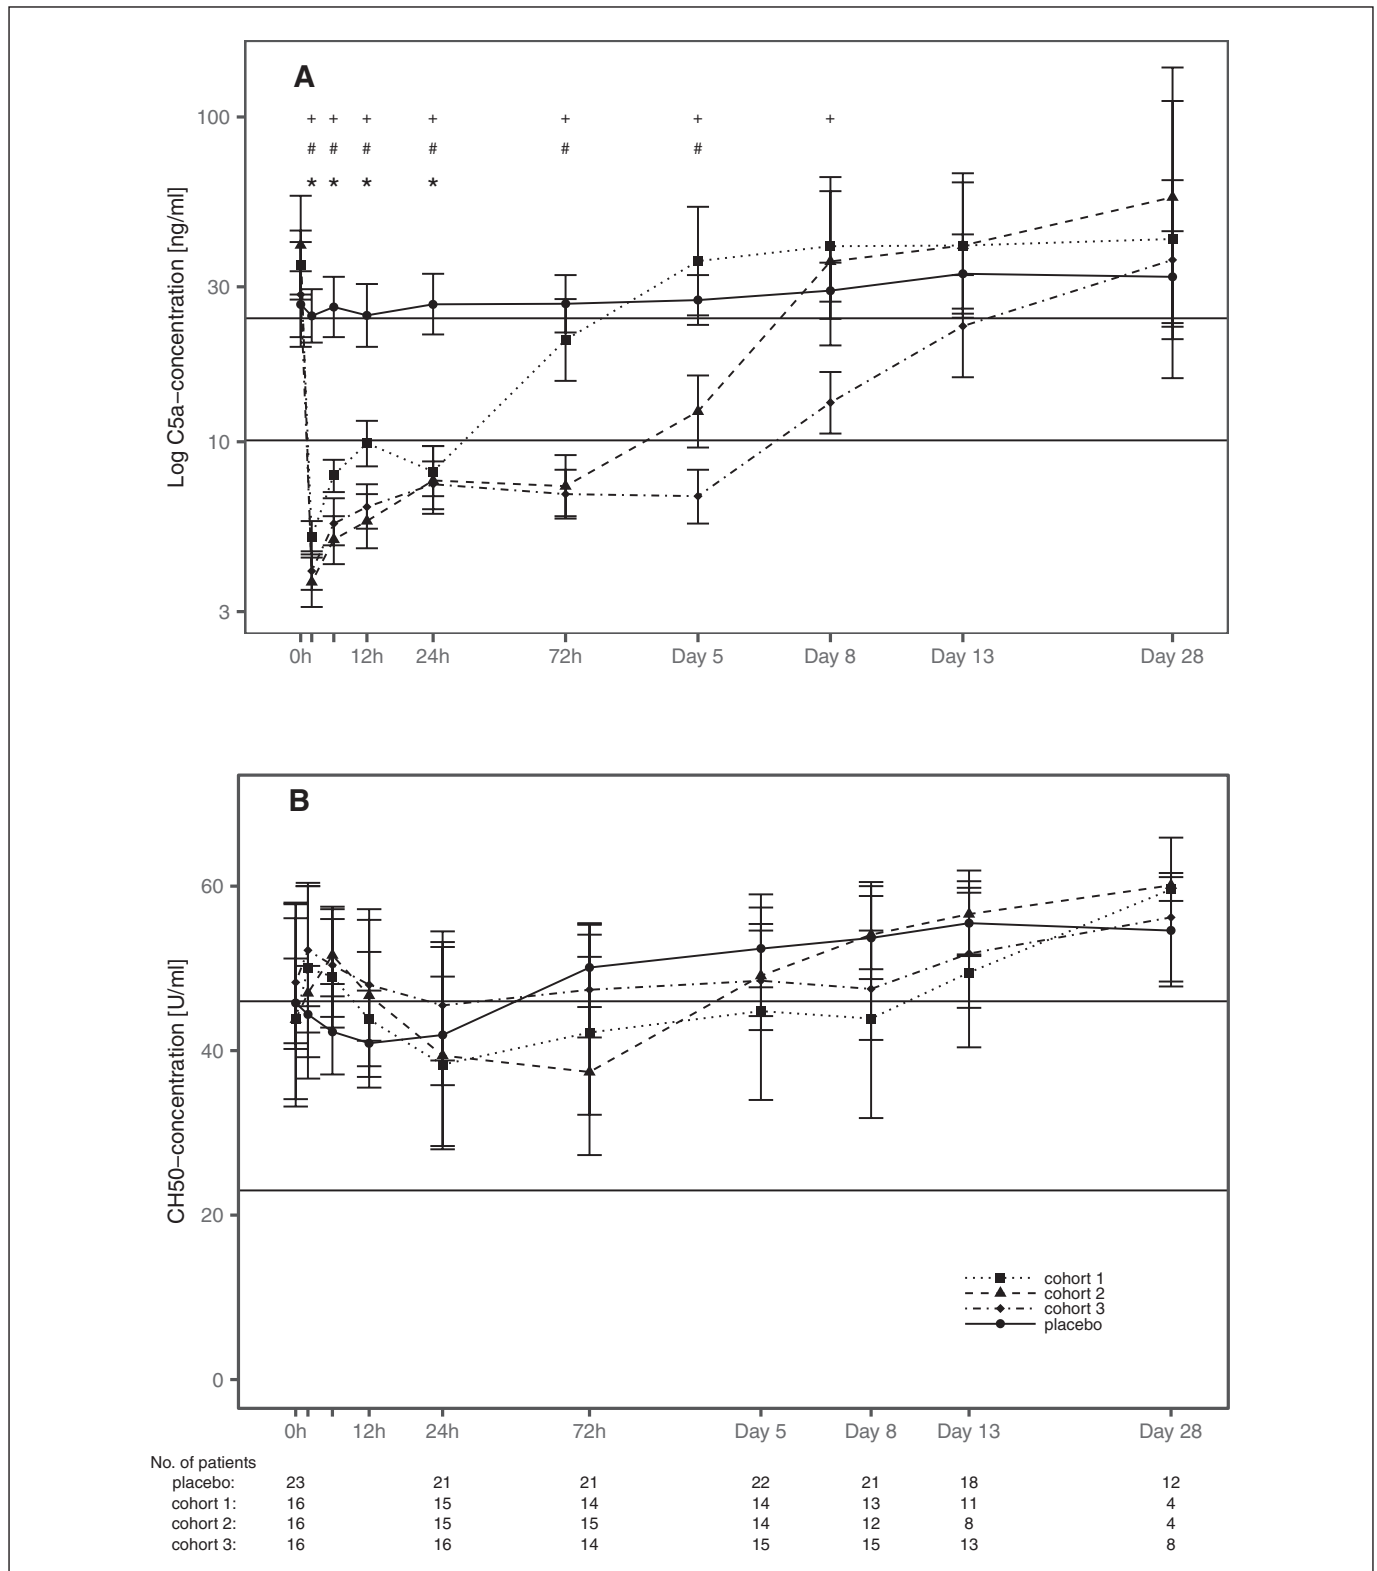 A
+ + + + + + +
# # # # # #
* * * *
100
30
10
3
Log C5a–concentration [ng/ml]
0h 12h 24h 72h Day 5 Day 8 Day 13 Day 28
B
60
40
20
0
CH50–concentration [U/ml]
cohort 1
cohort 2
cohort 3
placebo
0h 12h 24h 72h Day 5 Day 8 Day 13 Day 28
No. of patients
placebo: 23 21 21 22 21 18 12
cohort 1: 16 15 14 14 13 11 4
cohort 2: 16 15 15 14 12 8 4
cohort 3: 16 16 14 15 15 13 8